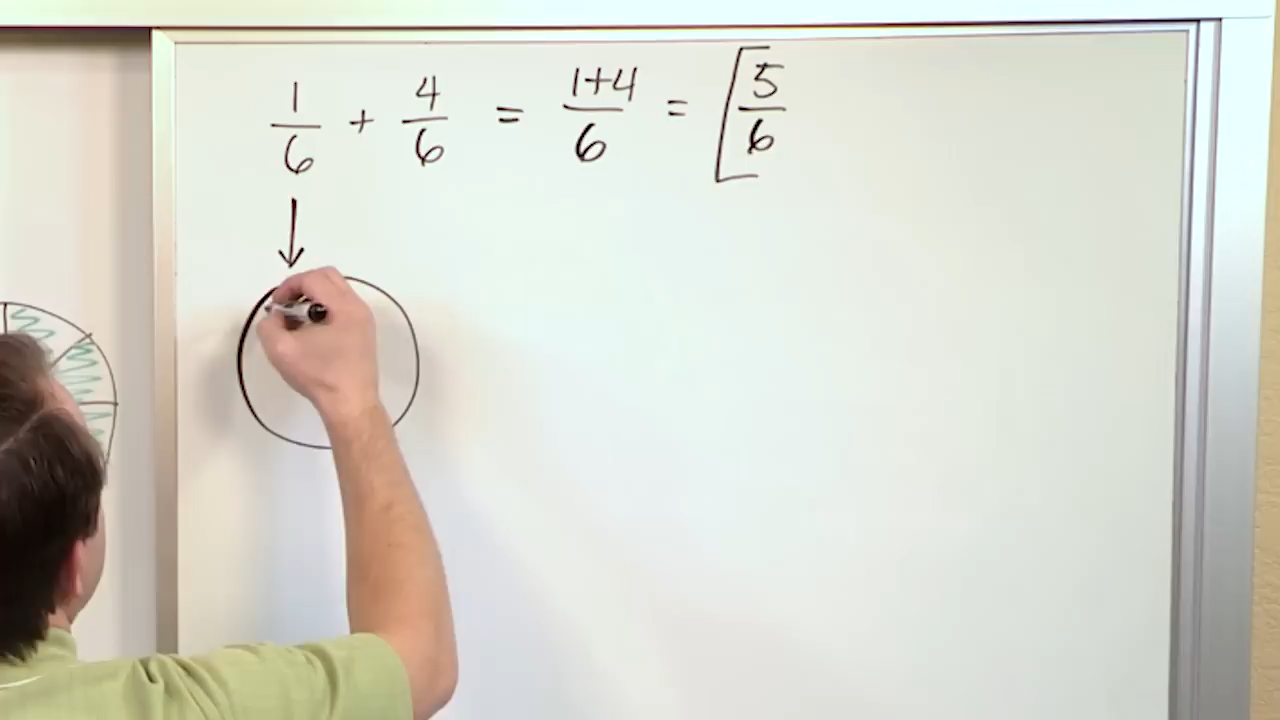 1/6 + 4/6 = 1+4/6 = [5/6